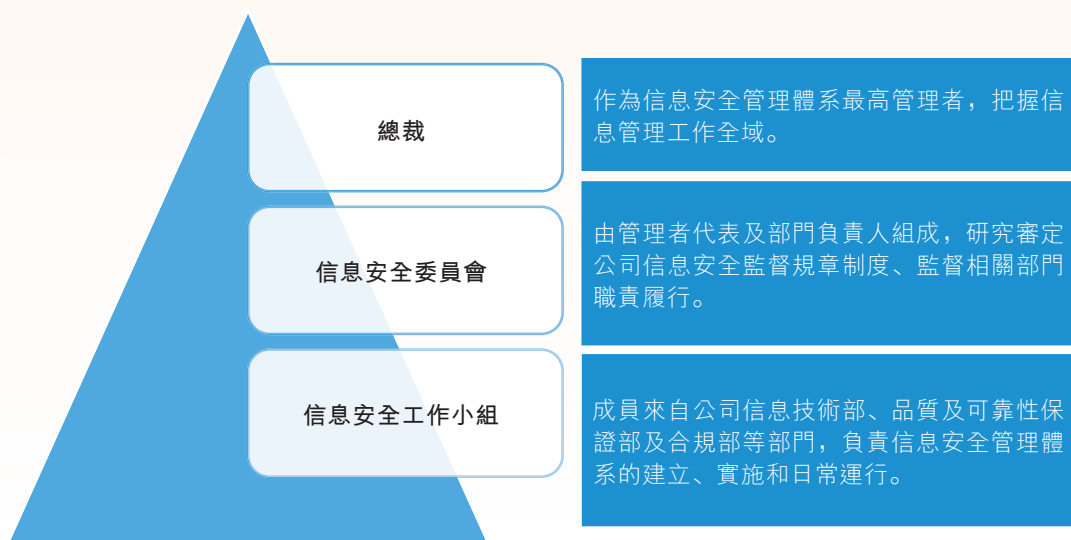 總裁
作為信息安全管理體系最高管理者，把握信
息管理工作全域。
信息安全委員會
由管理者代表及部門負責人組成，研究審定
公司信息安全監督規章制度、監督相關部門
職責履行。
信息安全工作小組
成員來自公司信息技術部、品質及可靠性保
證部及合規部等部門，負責信息安全管理體
系的建立、實施和日常運行。